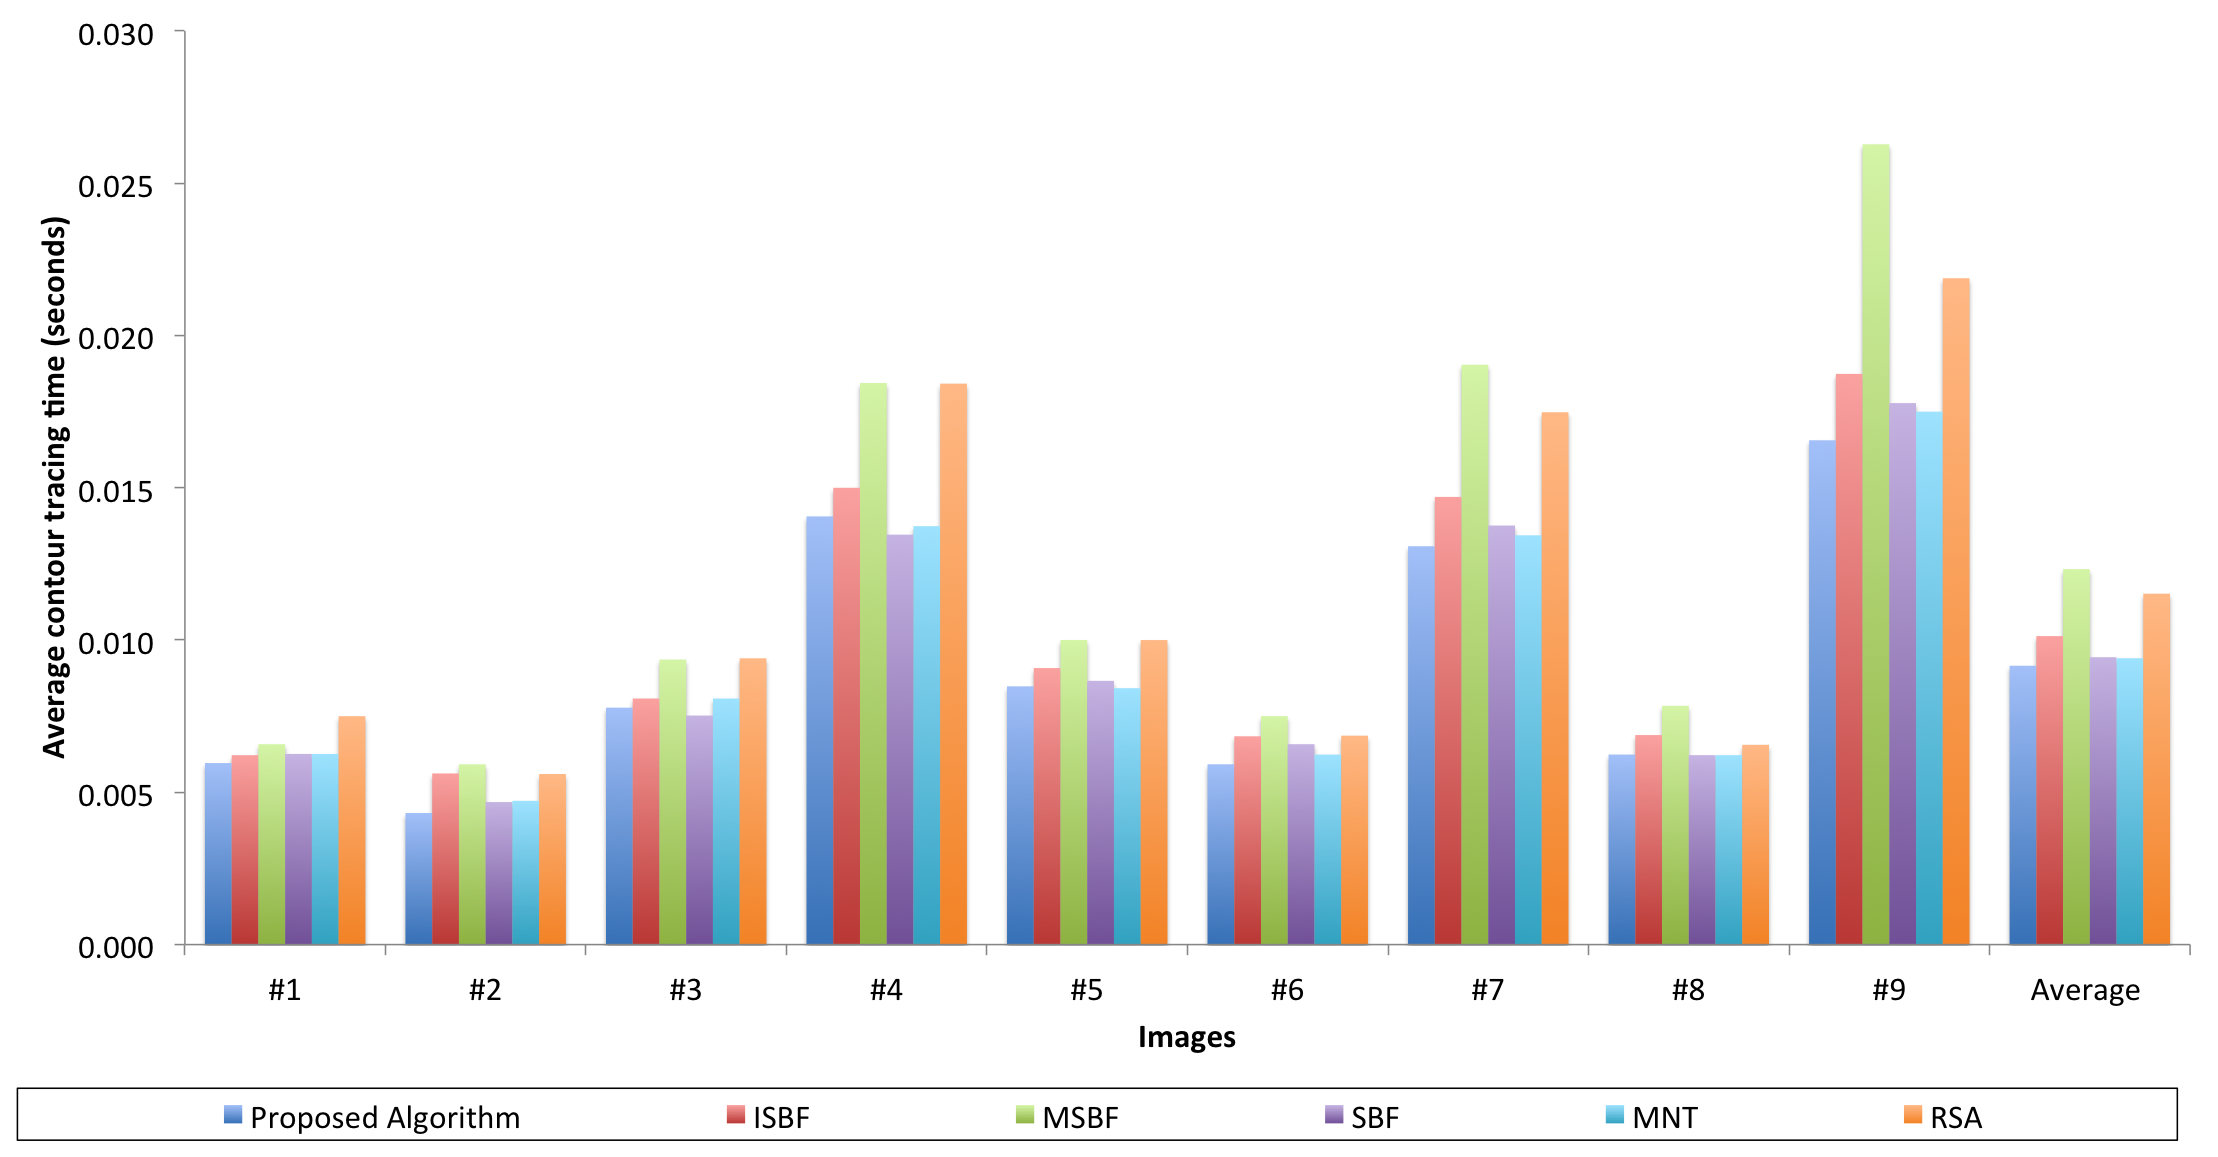 Average contour tracing time (seconds)
0.030
0.025
0.020
0.015
0.010
0.005
0.000
#1 #2 #3 #4 #5 #6 #7 #8 #9 Average
Images
Proposed Algorithm ISBF MSBF SBF MNT RSA